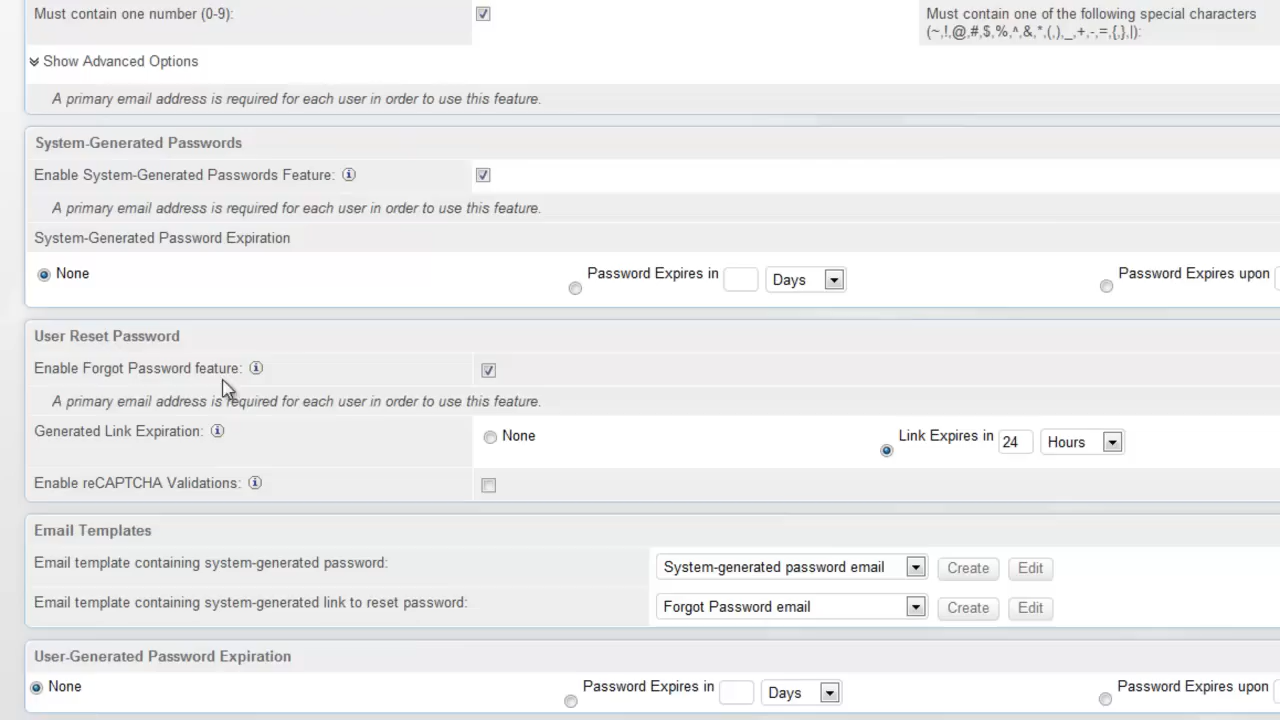 Must contain one number (0-9):
Must contain one of the following special characters
(~,!,@,#,$,%,^,&,*,(,),_,+,-,=,{,},|):
Show Advanced Options
A primary email address is required for each user in order to use this feature.
System-Generated Passwords
Enable System-Generated Passwords Feature:
A primary email address is required for each user in order to use this feature.
System-Generated Password Expiration
None
Password Expires in
Days
Password Expires upon
User Reset Password
Enable Forgot Password feature:
A primary email address is required for each user in order to use this feature.
Generated Link Expiration:
None
Link Expires in 24 Hours
Enable reCAPTCHA Validations:
Email Templates
Email template containing system-generated password:
System-generated password email
Create
Edit
Email template containing system-generated link to reset password:
Forgot Password email
Create
Edit
User-Generated Password Expiration
None
Password Expires in
Days
Password Expires upon